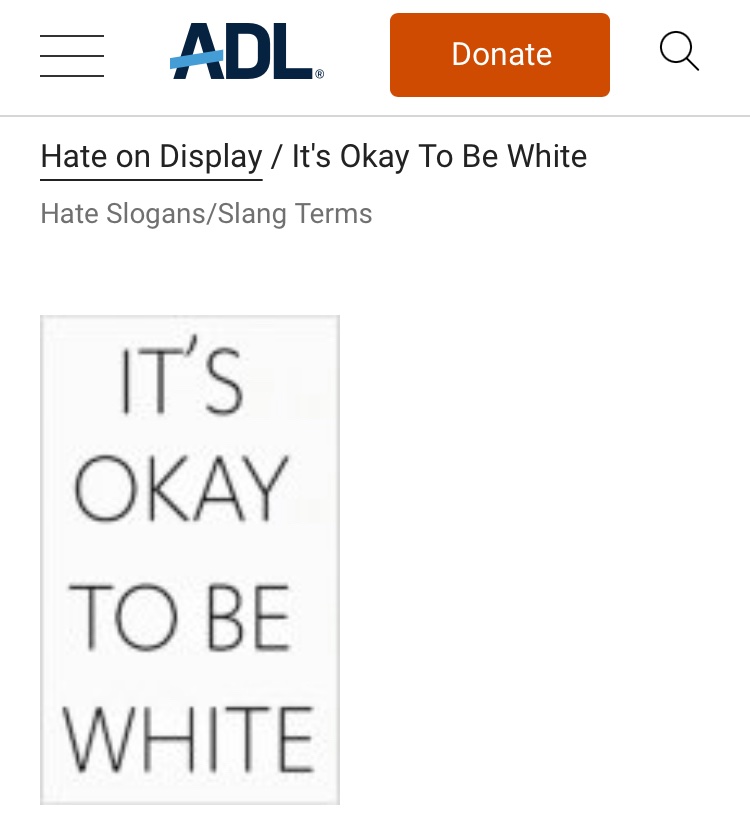 ADL®
Donate
Hate on Display / It's Okay To Be White
Hate Slogans/Slang Terms
IT'S
OKAY
TO BE
WHITE